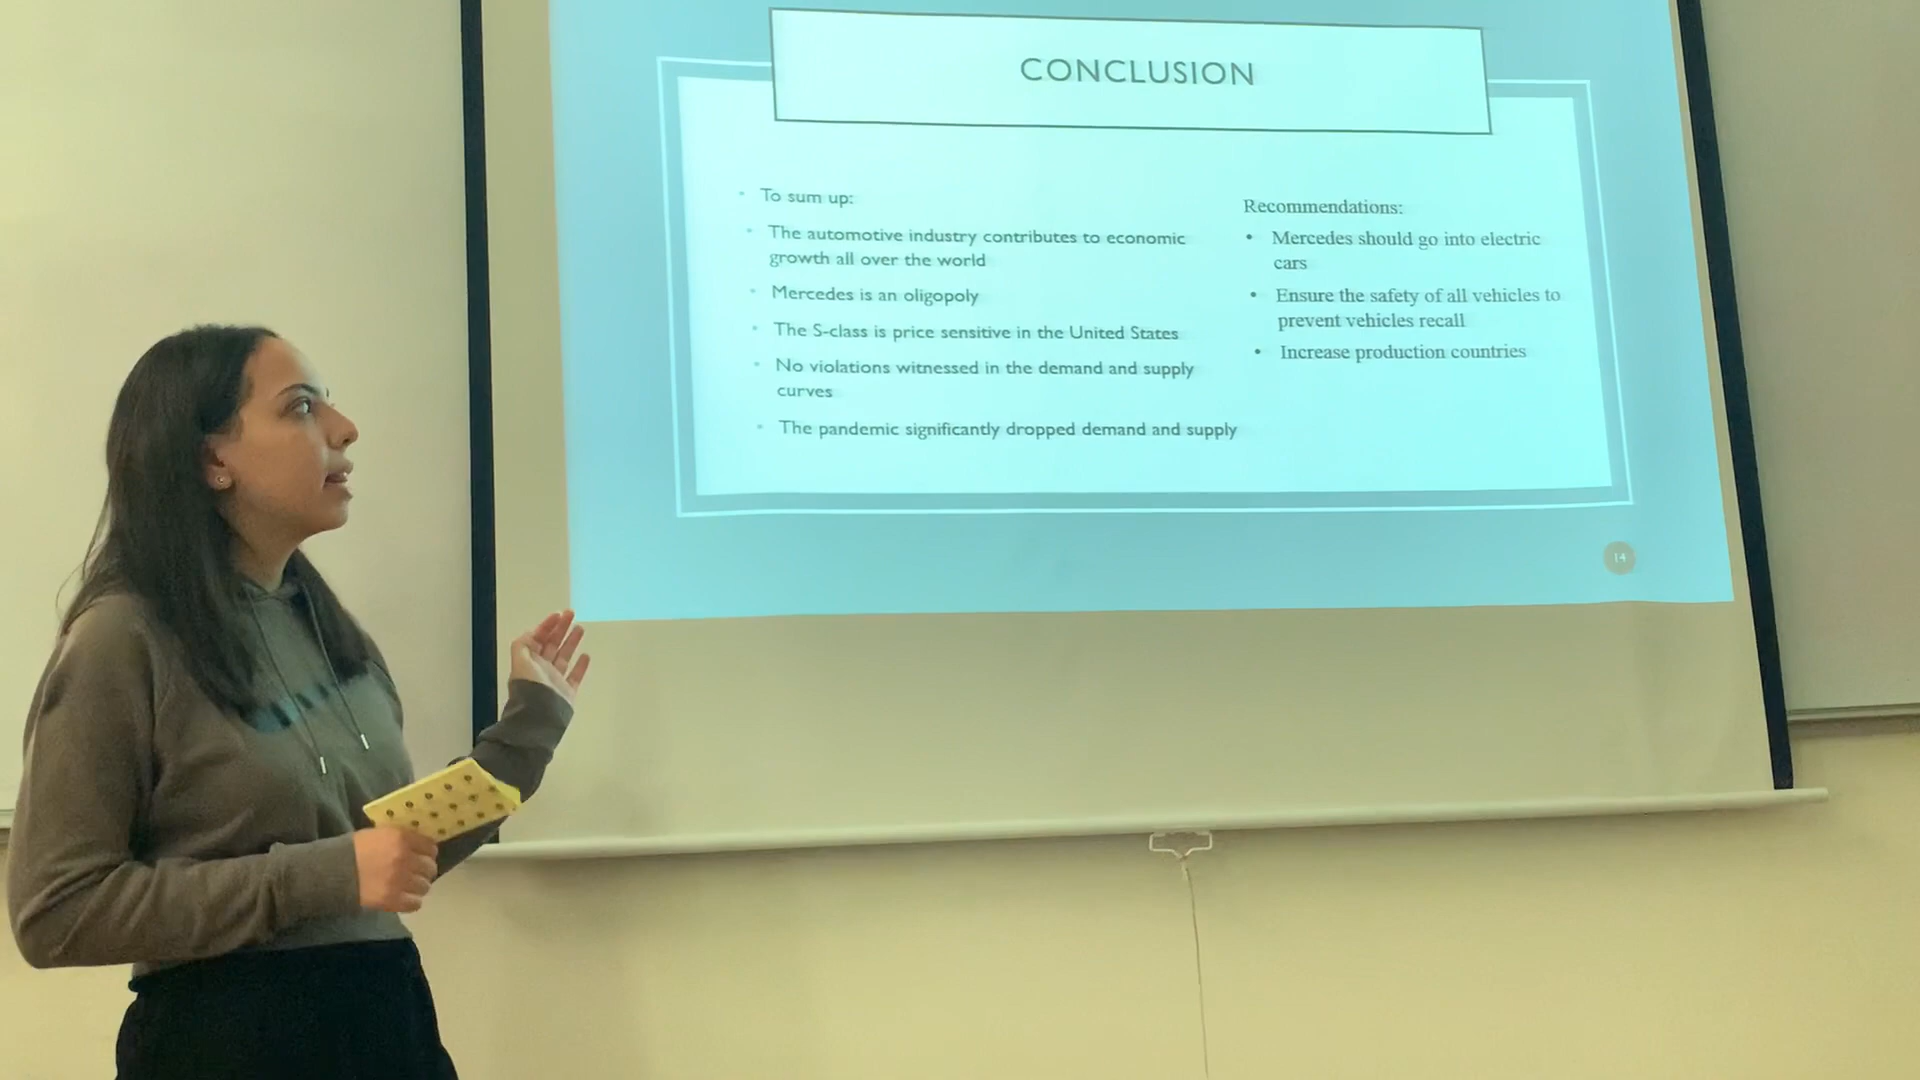 CONCLUSION
• To sum up:
• The automotive industry contributes to economic
growth all over the world
• Mercedes is an oligopoly
• The S-class is price sensitive in the United States
• No violations witnessed in the demand and supply
curves
• The pandemic significantly dropped demand and supply
Recommendations:
• Mercedes should go into electric
cars
• Ensure the safety of all vehicles to
prevent vehicles recall
• Increase production countries
14